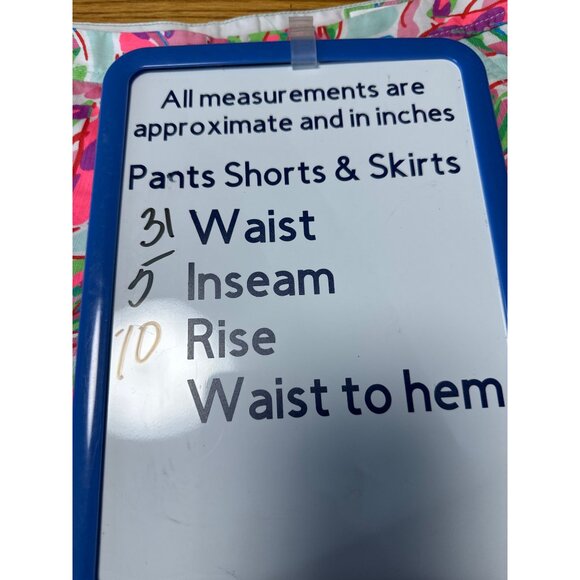 All measurements are
approximate and in inches
Pants Shorts & Skirts
31 Waist
5 Inseam
10 Rise
Waist to hem